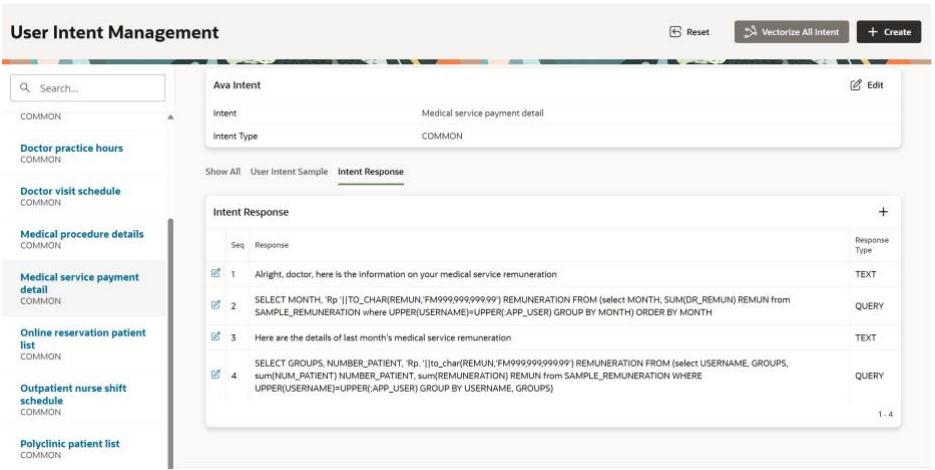 User Intent Management
Reset
Vectorize All Intent
Create
Search...
COMMON
Doctor practice hours
COMMON
Doctor visit schedule
COMMON
Medical procedure details
COMMON
Medical service payment
detail
COMMON
Online reservation patient
list
COMMON
Outpatient nurse shift
schedule
COMMON
Polyclinic patient list
COMMON
Ava Intent
Edit
Intent Medical service payment detail
Intent Type COMMON
Show All User Intent Sample Intent Response
Intent Response
Seq Response Response
Type
1 Alright, doctor, here is the information on your medical service remuneration TEXT
2 SELECT MONTH, 'Rp '||TO_CHAR(REMUN,'FM999,999,999.99') REMUNERATION FROM (select MONTH, SUM(DR_REMUN) REMUN from
SAMPLE_REMUNERATION where UPPER(USERNAME)=UPPER(:APP_USER) GROUP BY MONTH) ORDER BY MONTH QUERY
3 Here are the details of last month's medical service remuneration TEXT
4 SELECT GROUPS, NUMBER_PATIENT, 'Rp. '||to_char(REMUN,'FM999,999,999.99') REMUNERATION FROM (select USERNAME, GROUPS,
sum(NUM_PATIENT) NUMBER_PATIENT, sum(REMUNERATION) REMUN from SAMPLE_REMUNERATION WHERE QUERY
UPPER(USERNAME)=UPPER(:APP_USER) GROUP BY USERNAME, GROUPS)
1 - 4